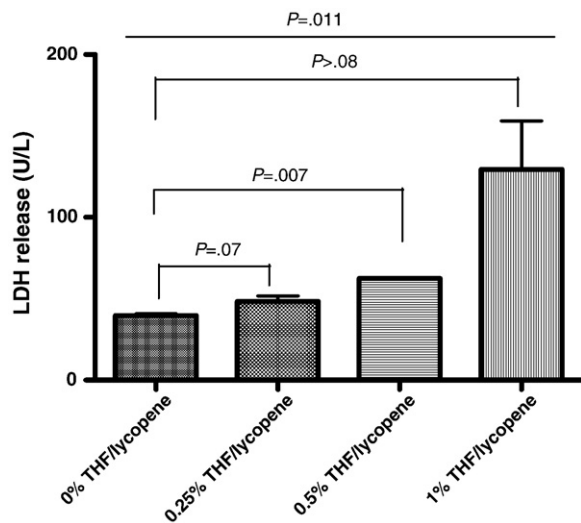 P=.011
200
P>.08
LDH release (U/L)
P=.007
100
P=.07
0
0% THF/lycopene
0.25% THF/lycopene
0.5% THF/lycopene
1% THF/lycopene